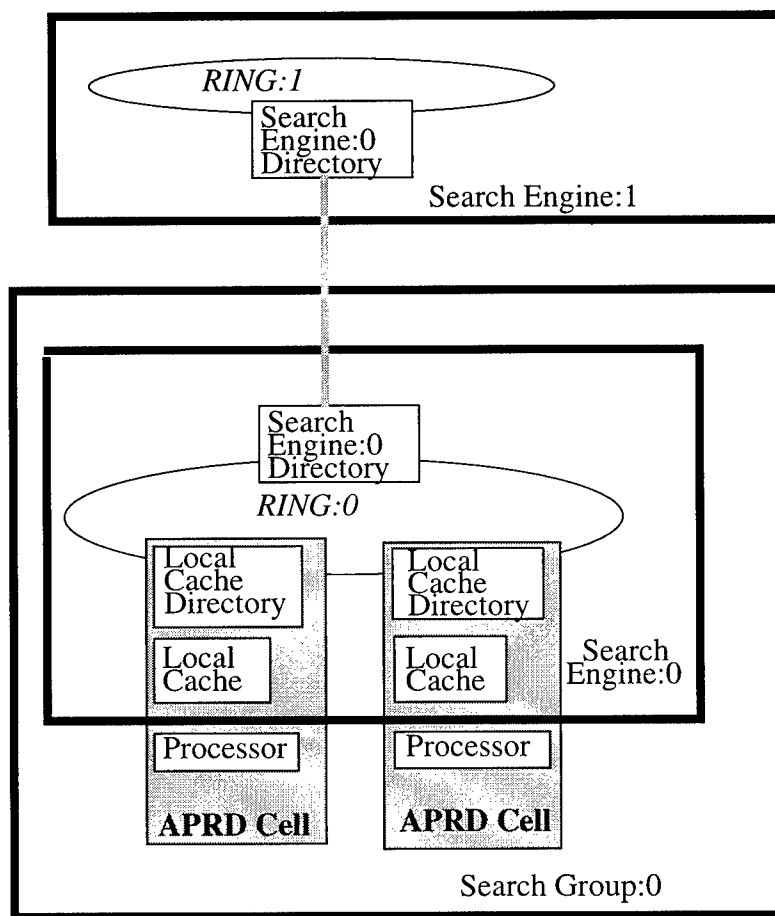 RING:1
Search
Engine:0
Directory
Search Engine:1
Search
Engine:0
Directory
RING:0
Local
Cache
Directory
Local
Cache
Processor
APRD Cell
Local
Cache
Directory
Local
Cache
Processor
APRD Cell
Search
Engine:0
Search Group:0